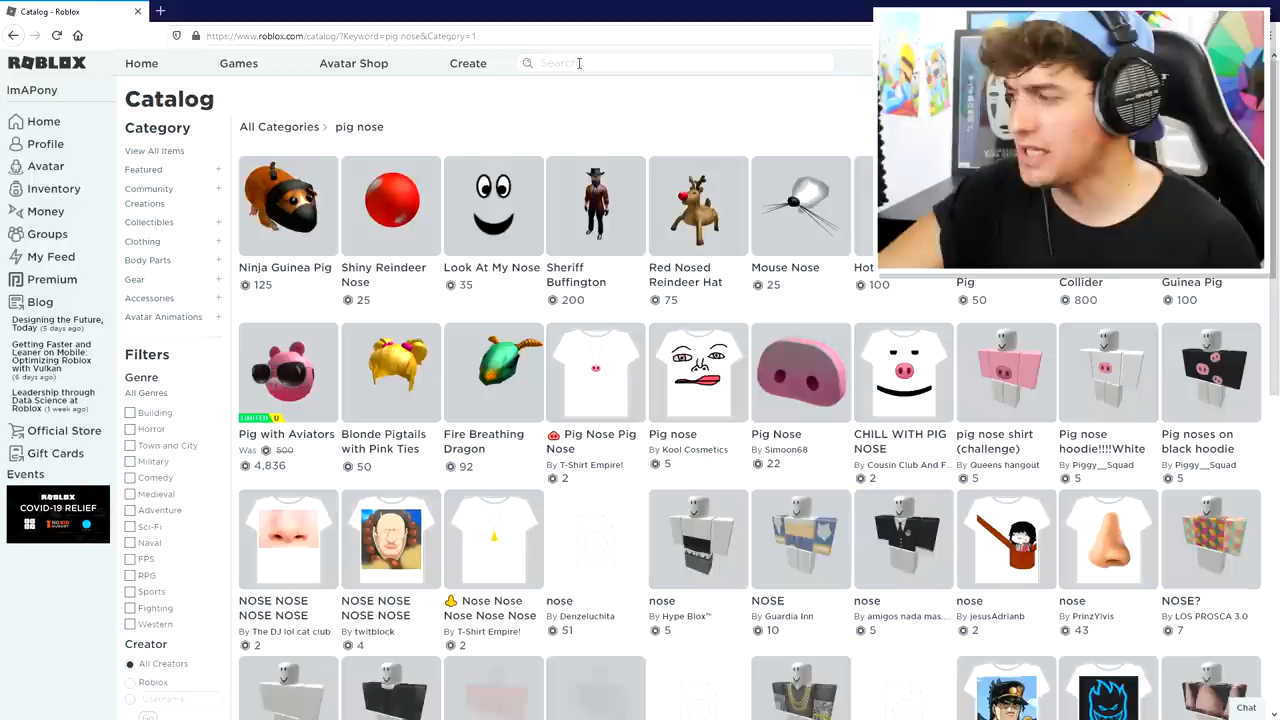 Catalog - Roblox
https://www.roblox.com/catalog/?Keyword=pig nose&Category=1
ROBLOX
Home
Games
Avatar Shop
Create
Search
ImAPony
Home
Profile
Avatar
Inventory
Money
Groups
My Feed
Premium
Blog
Designing the Future, Today (5 days ago)
Getting Faster and
Leaner on Mobile:
Optimizing Roblox
with Vulkan
(6 days ago)
Leadership through
Data Science at
Roblox (1 week ago)
Official Store
Gift Cards
Events
ROBLOX
COVID-19 RELIEF
Catalog
Category
View All Items
Featured +
Community
Creations +
Collectibles +
Clothing +
Body Parts +
Gear +
Accessories +
Avatar Animations +
Filters
Genre
All Genres
Building
Horror
Town and City
Military
Comedy
Medieval
Adventure
Sci-Fi
Naval
FPS
RPG
Sports
Fighting
Western
Creator
All Creators
Roblox
Username
Go
All Categories > pig nose
Ninja Guinea Pig
125
Shiny Reindeer
Nose
25
Look At My Nose
35
Sheriff
Buffington
200
Red Nosed
Reindeer Hat
75
Mouse Nose
25
Hot
100
Pig
50
Collider
800
Guinea Pig
100
LIMITED U
Pig with Aviators
Was 500
4,836
Blonde Pigtails
with Pink Ties
50
Fire Breathing
Dragon
92
Pig Nose Pig
Nose
By T-Shirt Empire!
2
Pig nose
By Kool Cosmetics
5
Pig Nose
By Simoon68
22
CHILL WITH PIG
NOSE
By Cousin Club And F...
2
pig nose shirt
(challenge)
By Queens hangout
5
Pig nose
hoodie!!!!White
By Piggy__Squad
5
Pig noses on
black hoodie
By Piggy__Squad
5
NOSE NOSE
NOSE NOSE
By The DJ lol cat club
2
NOSE NOSE
NOSE NOSE
By twitblock
4
Nose Nose
Nose Nose Nose
By T-Shirt Empire!
2
nose
By Denzeluchita
51
nose
By Hype Blox™
5
NOSE
By Guardia Inn
10
nose
By amigos nada mas....
5
nose
By jesusAdrianb
2
nose
By PrinzYlvis
43
NOSE?
By LOS PROSCA 3.0
7
Chat